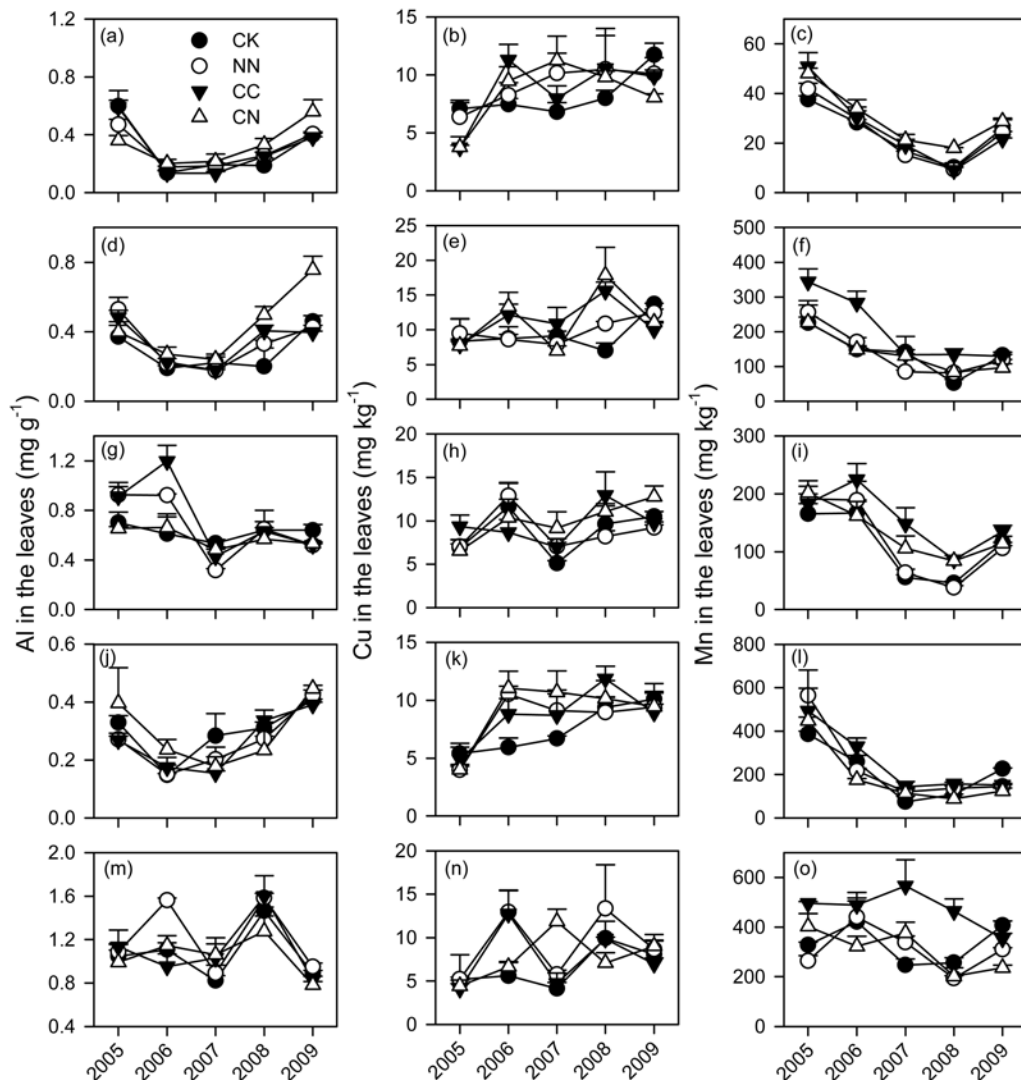 (a)
CK
NN
CC
CN
1.2
0.8
0.4
0.0
(b)
15
10
5
0
(c)
60
40
20
0
(d)
0.8
0.4
0.0
(e)
25
20
15
10
5
0
(f)
500
400
300
200
100
0
(g)
1.2
0.8
0.4
0.0
(h)
20
15
10
5
0
(i)
300
200
100
0
(j)
0.6
0.4
0.2
0.0
(k)
15
10
5
0
(l)
800
600
400
200
0
(m)
2.0
1.6
1.2
0.8
0.4
(n)
20
15
10
5
0
(o)
600
400
200
0
Al in the leaves (mg g⁻¹)
Cu in the leaves (mg kg⁻¹)
Mn in the leaves (mg kg⁻¹)
2005 2006 2007 2008 2009
2005 2006 2007 2008 2009
2005 2006 2007 2008 2009